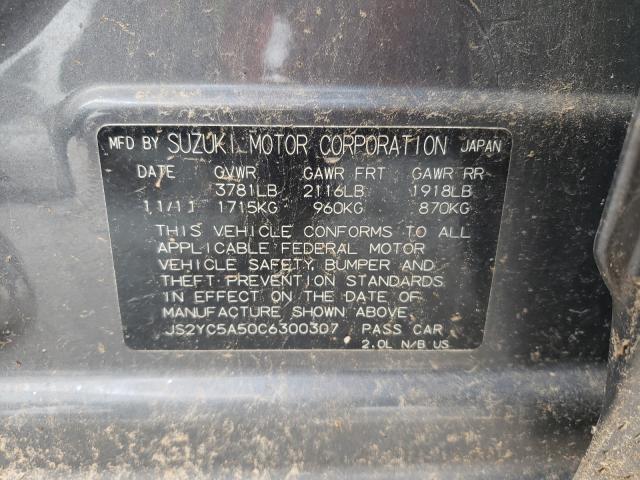 MFD BY SUZUKI MOTOR CORPORATION JAPAN
DATE GVWR GAWR FRT GAWR RR
3781LB 2116LB 1918LB
11/11 1715KG 960KG 870KG
THIS VEHICLE CONFORMS TO ALL
APPLICABLE FEDERAL MOTOR
VEHICLE SAFETY, BUMPER AND
THEFT PREVENTION STANDARDS
IN EFFECT ON THE DATE OF
MANUFACTURE SHOWN ABOVE
JS2YC5A50C6300307 PASS CAR
2.0L N/B US